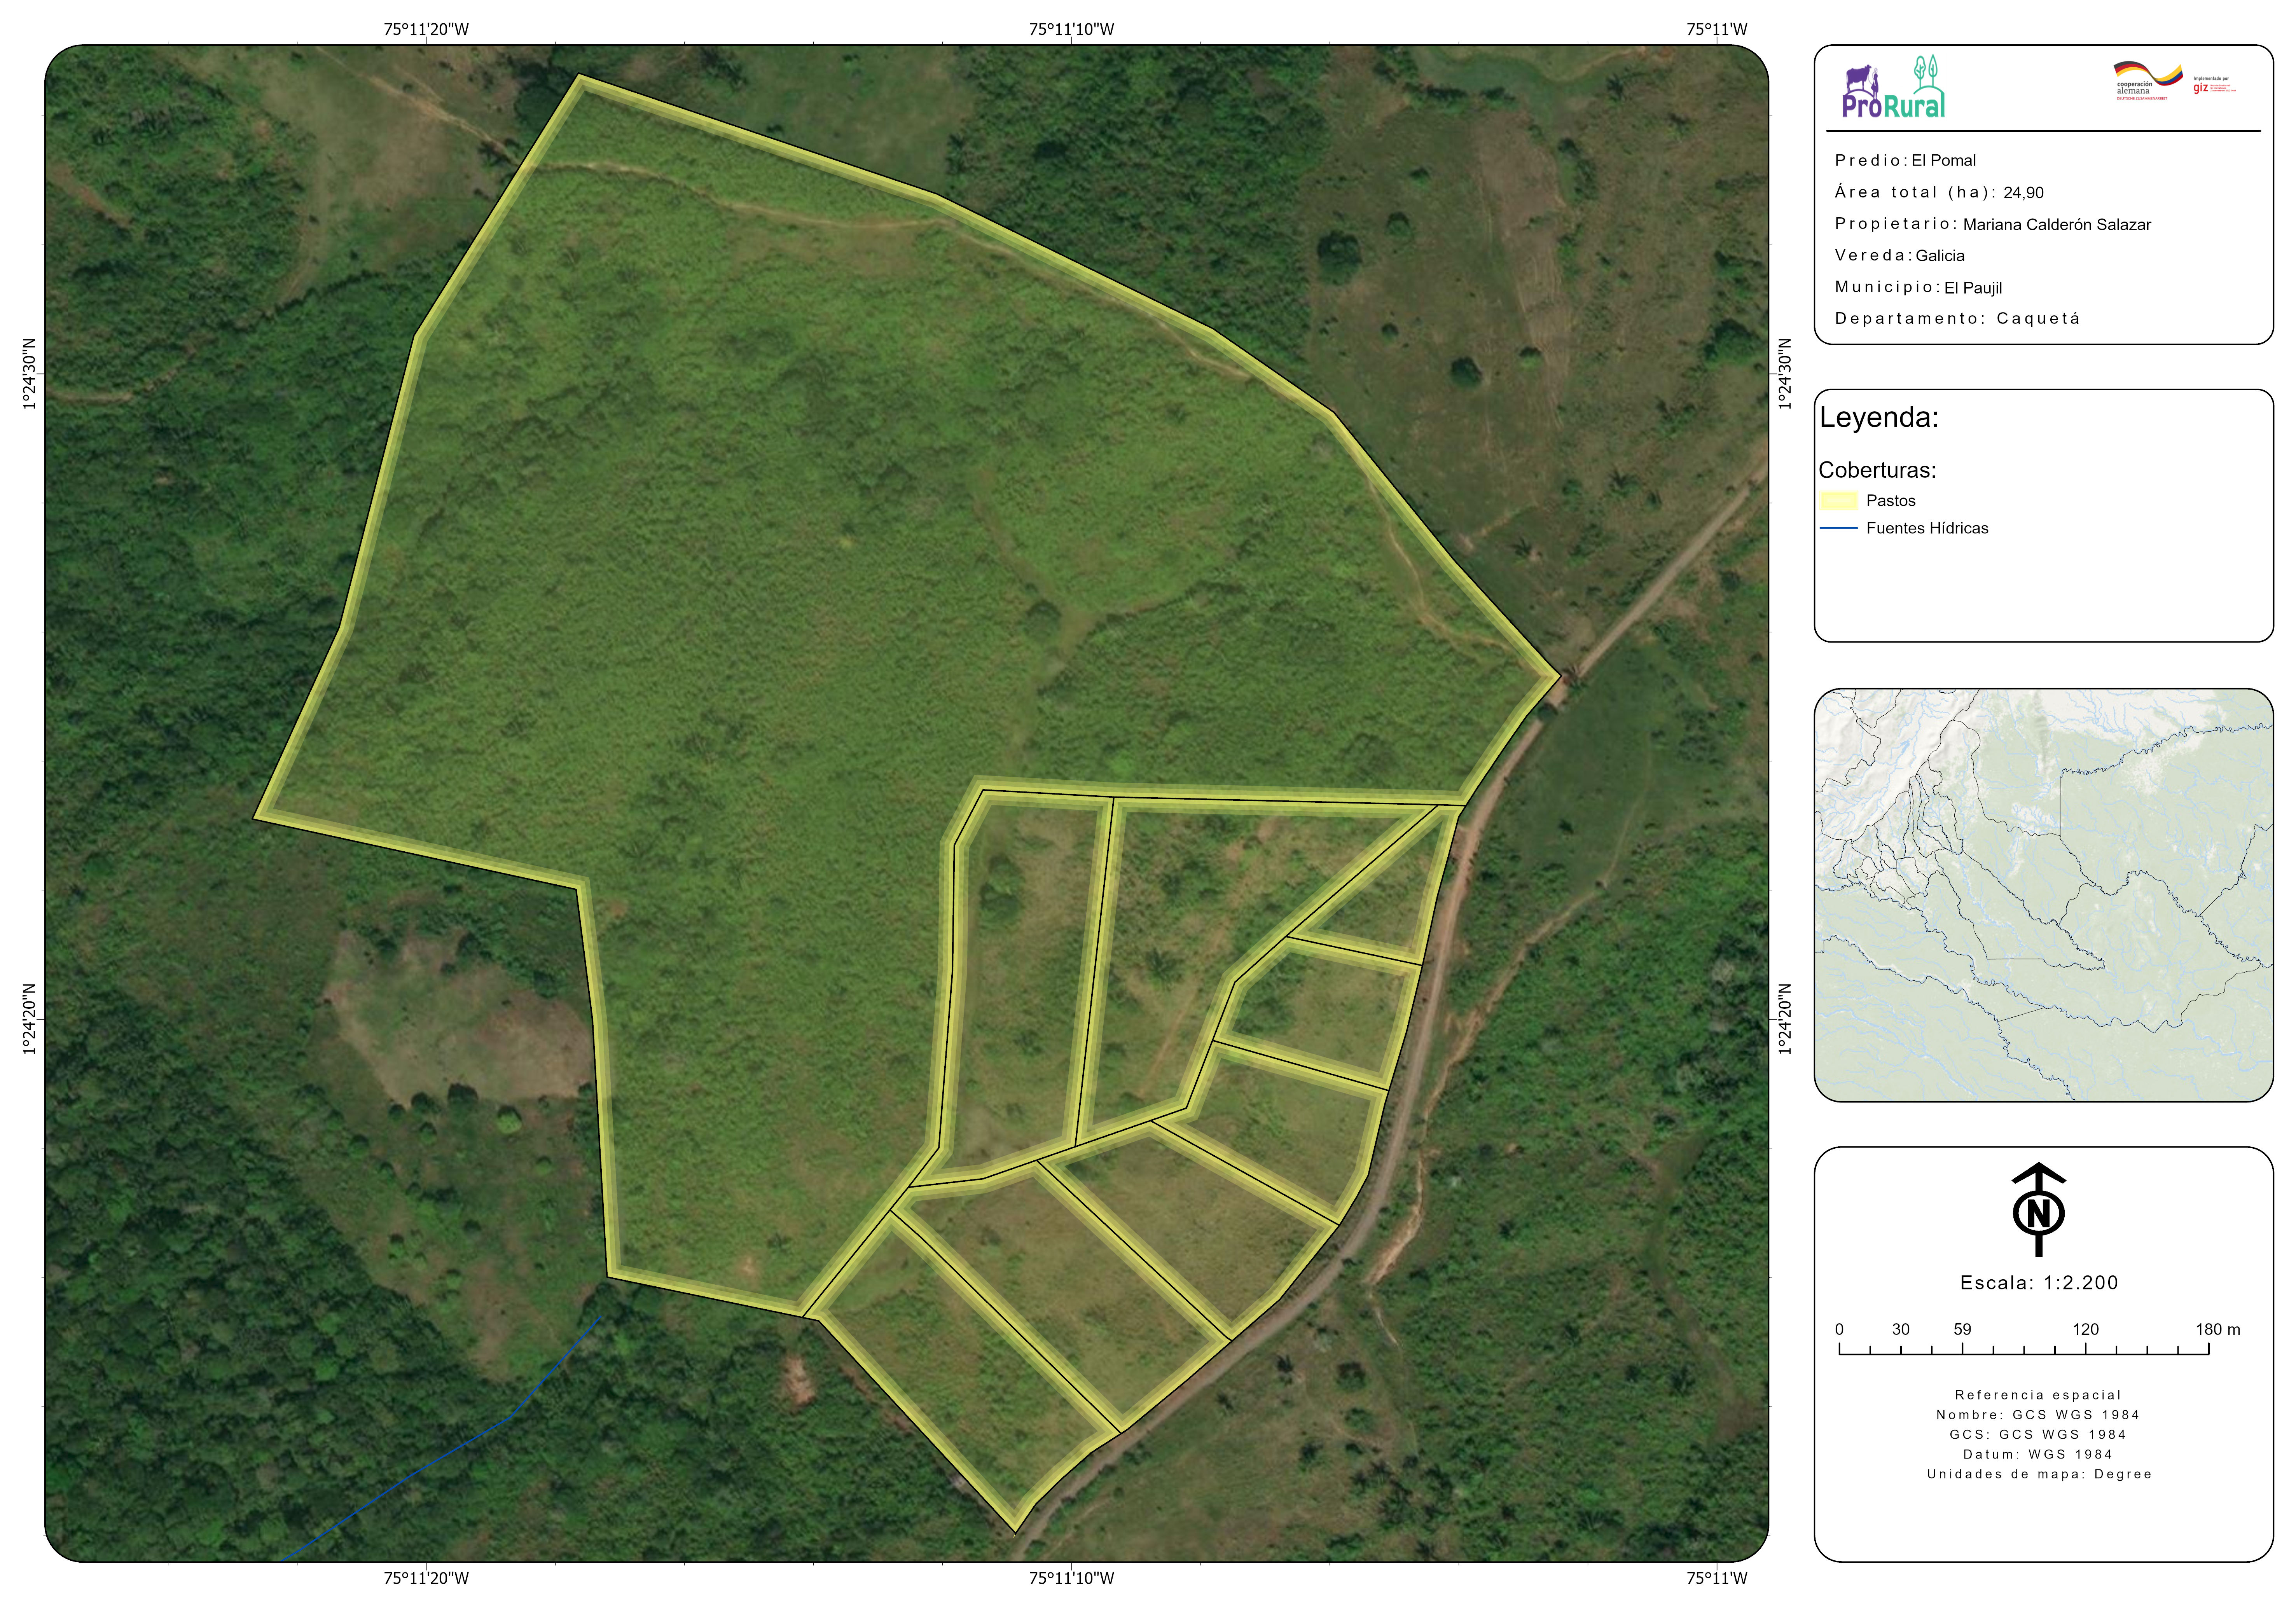 75°11'20"W
75°11'10"W
75°11'W
1°24'30"N
1°24'30"N
1°24'20"N
1°24'20"N
75°11'20"W
75°11'10"W
75°11'W
ProRural
cooperación
alemana
DEUTSCHE ZUSAMMENARBEIT
Implementada por
giz
Predio: El Pomal
Área total (ha): 24,90
Propietario: Mariana Calderón Salazar
Vereda: Galicia
Municipio: El Paujil
Departamento: Caquetá
Leyenda:
Coberturas:
Pastos
Fuentes Hídricas
N
Escala: 1:2.200
0 30 59 120 180 m
Referencia espacial
Nombre: GCS WGS 1984
GCS: GCS WGS 1984
Datum: WGS 1984
Unidades de mapa: Degree